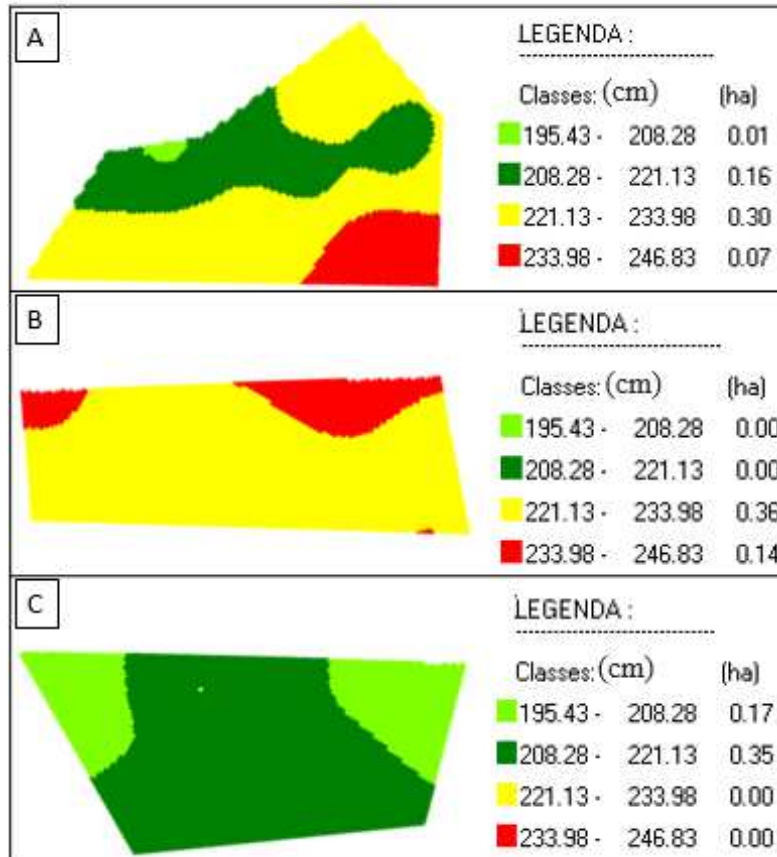 A
LEGENDA :
Classes: (cm) (ha)
195.43 - 208.28 0.01
208.28 - 221.13 0.16
221.13 - 233.98 0.30
233.98 - 246.83 0.07
B
LEGENDA :
Classes: (cm) (ha)
195.43 - 208.28 0.00
208.28 - 221.13 0.00
221.13 - 233.98 0.36
233.98 - 246.83 0.14
C
LEGENDA :
Classes: (cm) (ha)
195.43 - 208.28 0.17
208.28 - 221.13 0.35
221.13 - 233.98 0.00
233.98 - 246.83 0.00